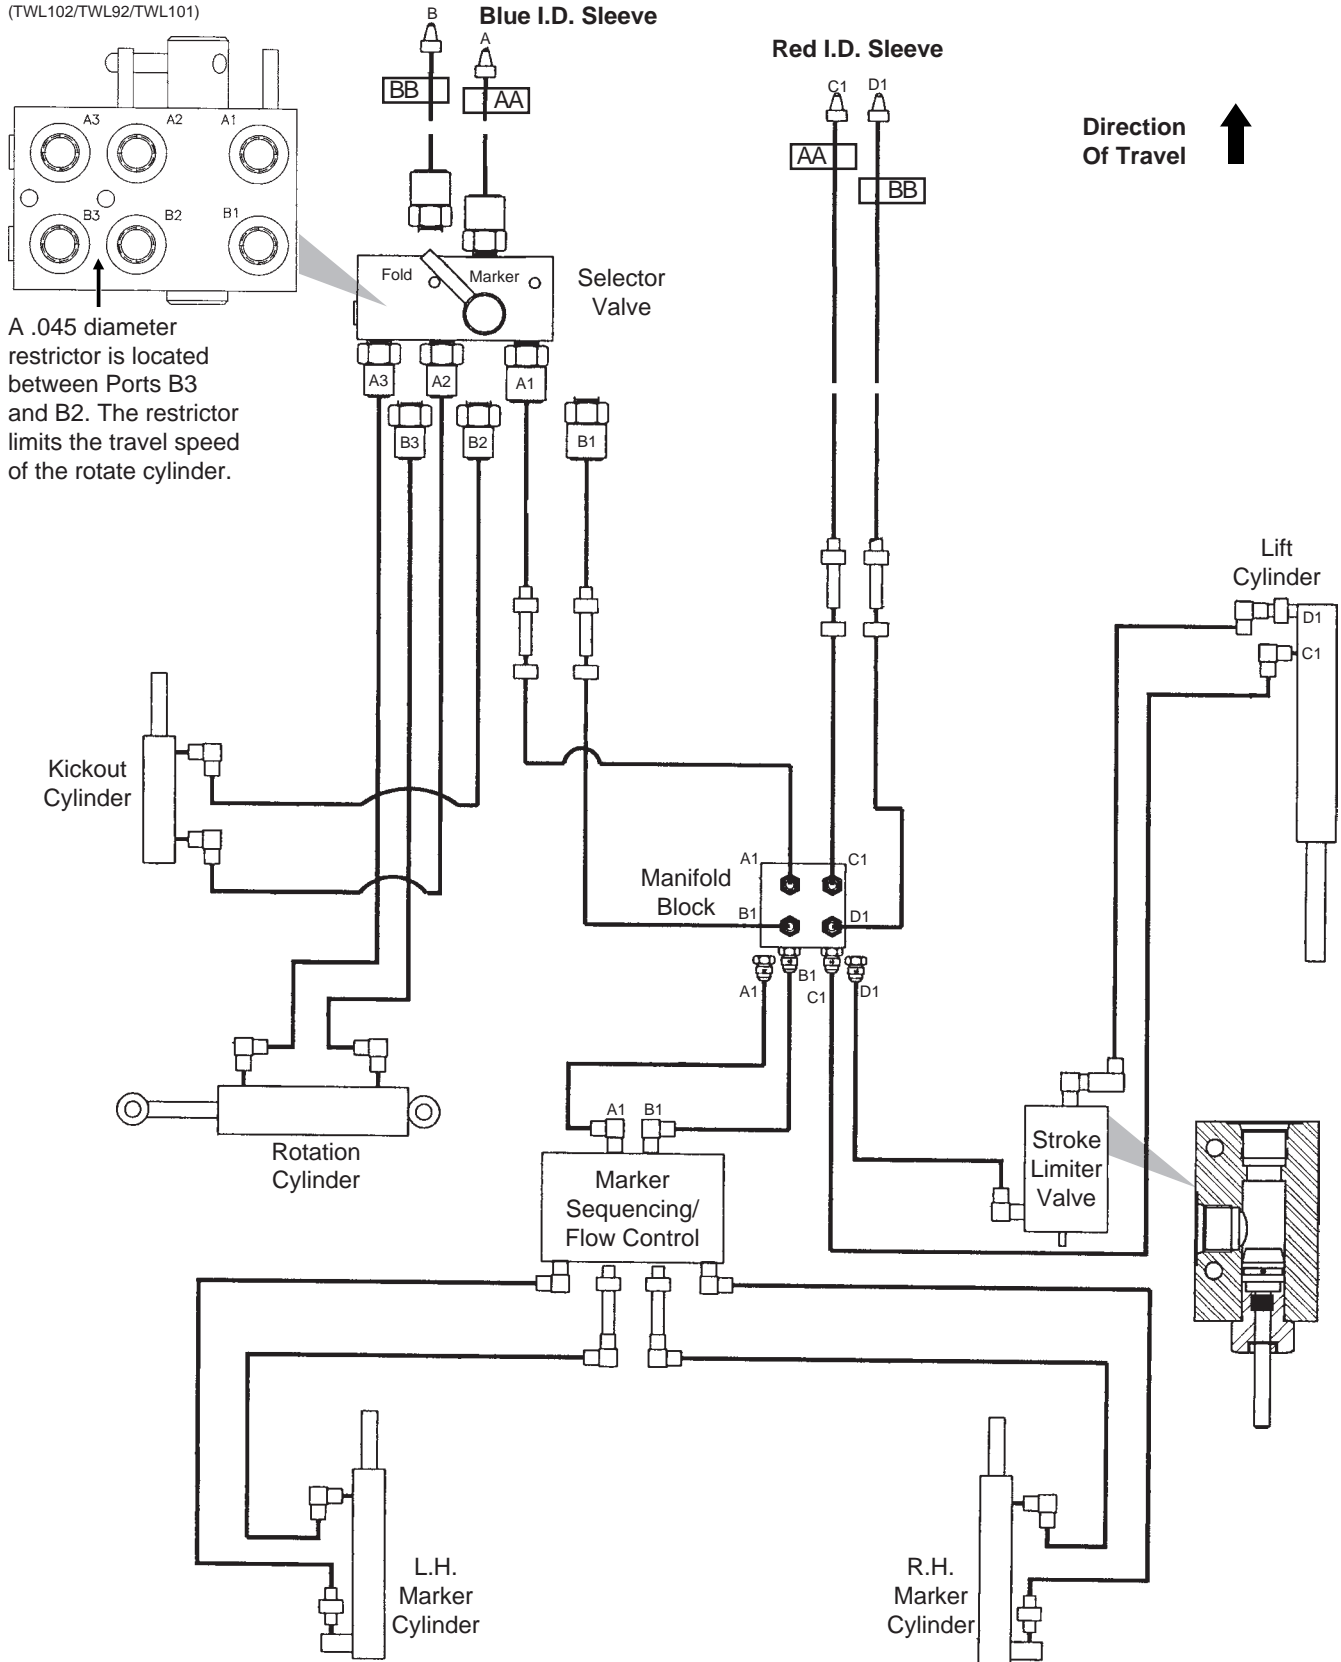 (TWL102/TWL92/TWL101)
B
Blue I.D. Sleeve
A
BB
AA
Red I.D. Sleeve
C1
D1
AA
BB
Direction
Of Travel
A3
A2
A1
B3
B2
B1
A .045 diameter
restrictor is located
between Ports B3
and B2. The restrictor
limits the travel speed
of the rotate cylinder.
Fold
Marker
Selector
Valve
A3
A2
A1
B3
B2
B1
Lift
Cylinder
D1
C1
Kickout
Cylinder
Manifold
Block
A1
C1
B1
D1
A1
B1
C1
D1
Rotation
Cylinder
A1
B1
Marker
Sequencing/
Flow Control
Stroke
Limiter
Valve
L.H.
Marker
Cylinder
R.H.
Marker
Cylinder